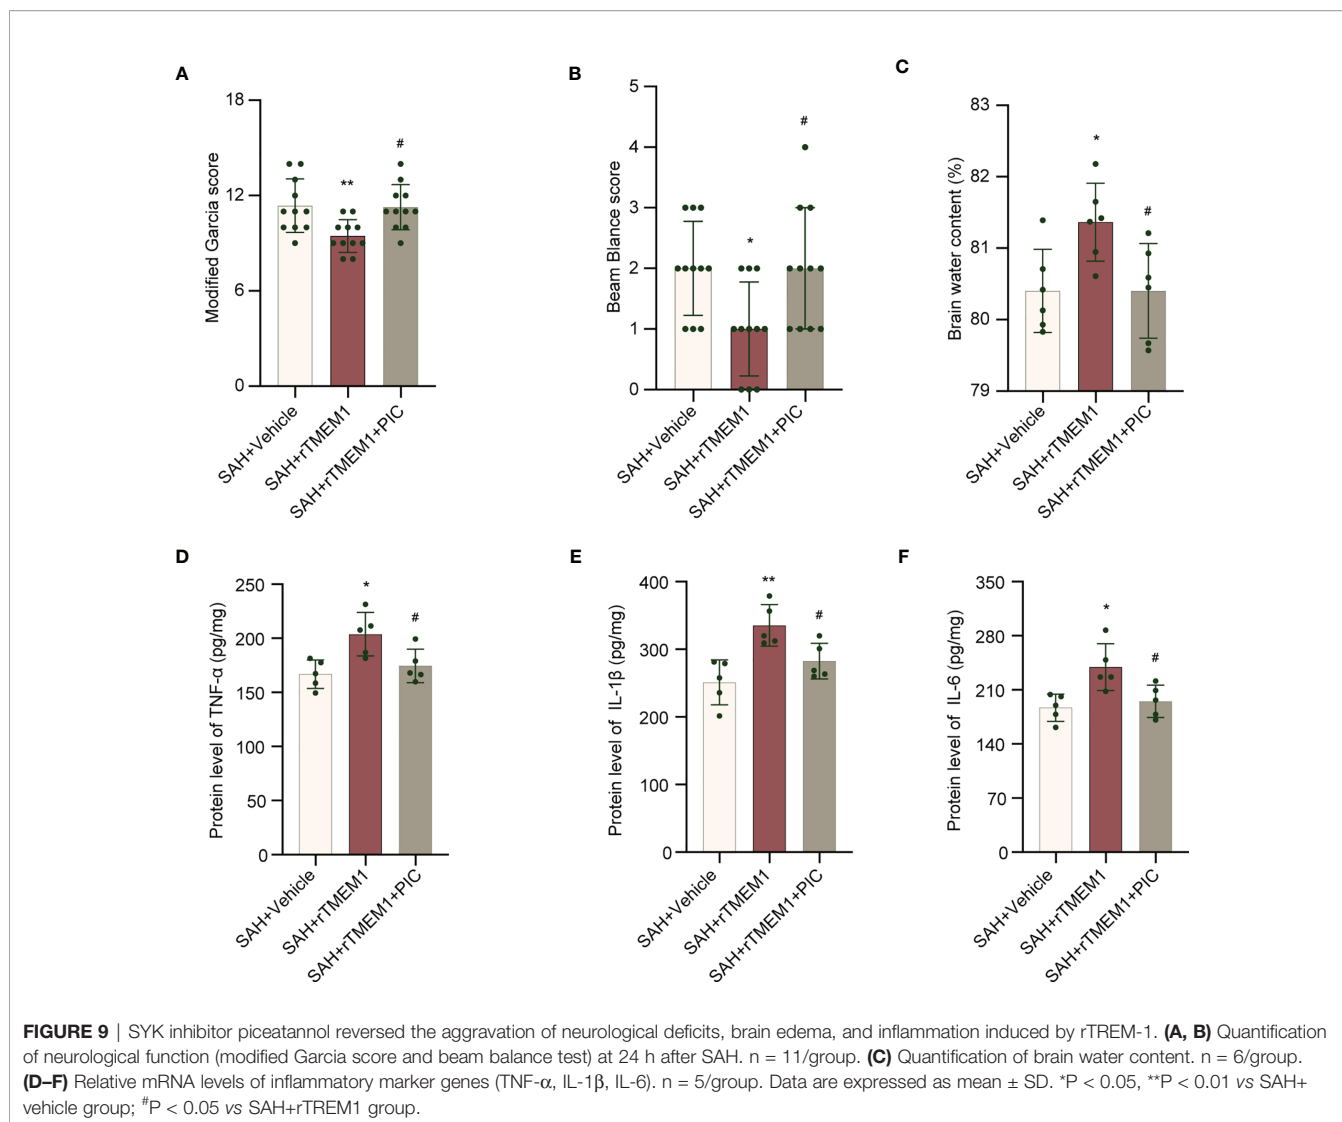 A
Modified Garcia score
18
12
6
0
**
#
SAH+Vehicle
SAH+rTMEM1
SAH+rTMEM1+PIC
B
Beam Blance score
5
4
3
2
1
0
*
#
SAH+Vehicle
SAH+rTMEM1
SAH+rTMEM1+PIC
C
Brain water content (%)
83
82
81
80
79
*
#
SAH+Vehicle
SAH+rTMEM1
SAH+rTMEM1+PIC
D
Protein level of TNF-α (pg/mg)
250
200
150
100
50
0
*
#
SAH+Vehicle
SAH+rTMEM1
SAH+rTMEM1+PIC
E
Protein level of IL-1β (pg/mg)
400
300
200
100
0
**
#
SAH+Vehicle
SAH+rTMEM1
SAH+rTMEM1+PIC
F
Protein level of IL-6 (pg/mg)
350
280
210
140
70
0
*
#
SAH+Vehicle
SAH+rTMEM1
SAH+rTMEM1+PIC
FIGURE 9 | SYK inhibitor piceatannol reversed the aggravation of neurological deficits, brain edema, and inflammation induced by rTREM-1. (A, B) Quantification
of neurological function (modified Garcia score and beam balance test) at 24 h after SAH. n = 11/group. (C) Quantification of brain water content. n = 6/group.
(D–F) Relative mRNA levels of inflammatory marker genes (TNF-α, IL-1β, IL-6). n = 5/group. Data are expressed as mean ± SD. *P < 0.05, **P < 0.01 vs SAH+
vehicle group; #P < 0.05 vs SAH+rTREM1 group.